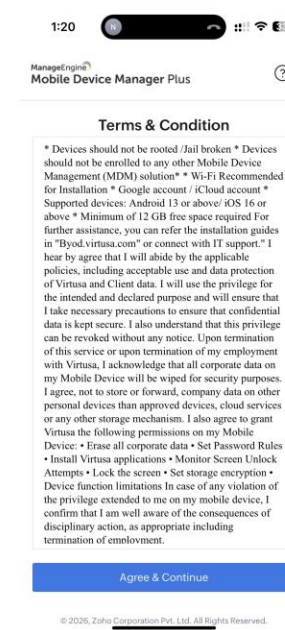 1:20
N
ManageEngine
Mobile Device Manager Plus
Terms & Condition
* Devices should not be rooted /Jail broken * Devices
should not be enrolled to any other Mobile Device
Management (MDM) solution* * Wi-Fi Recommended
for Installation * Google account / iCloud account *
Supported devices: Android 13 or above/ iOS 16 or
above * Minimum of 12 GB free space required For
further assistance, you can refer the installation guides
in "Byod.virtusa.com" or connect with IT support." I
hear by agree that I will abide by the applicable
policies, including acceptable use and data protection
of Virtusa and Client data. I will use the privilege for
the intended and declared purpose and will ensure that
I take necessary precautions to ensure that confidential
data is kept secure. I also understand that this privilege
can be revoked without any notice. Upon termination
of this service or upon termination of my employment
with Virtusa, I acknowledge that all corporate data on
my Mobile Device will be wiped for security purposes.
I agree, not to store or forward, company data on other
personal devices than approved devices, cloud services
or any other storage mechanism. I also agree to grant
Virtusa the following permissions on my Mobile
Device: • Erase all corporate data • Set Password Rules
• Install Virtusa applications • Monitor Screen Unlock
Attempts • Lock the screen • Set storage encryption •
Device function limitations In case of any violation of
the privilege extended to me on my mobile device, I
confirm that I am well aware of the consequences of
disciplinary action, as appropriate including
termination of employment.
Agree & Continue
© 2026, Zoho Corporation Pvt. Ltd. All Rights Reserved.